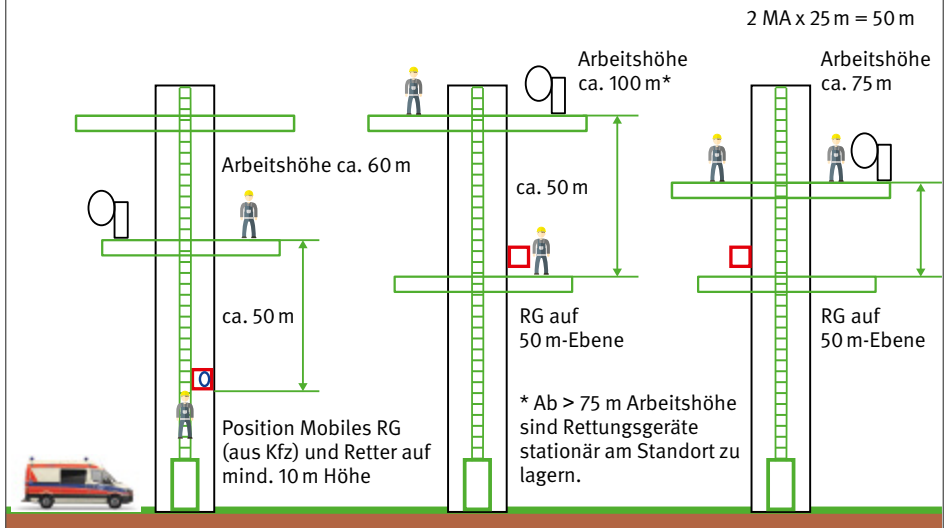 2 MA x 25 m = 50 m
Arbeitshöhe ca. 60 m
ca. 50 m
Position Mobiles RG
(aus Kfz) und Retter auf
mind. 10 m Höhe
Arbeitshöhe
ca. 100 m*
ca. 50 m
RG auf
50 m-Ebene
* Ab > 75 m Arbeitshöhe
sind Rettungsgeräte
stationär am Standort zu
lagern.
Arbeitshöhe
ca. 75 m
RG auf
50 m-Ebene